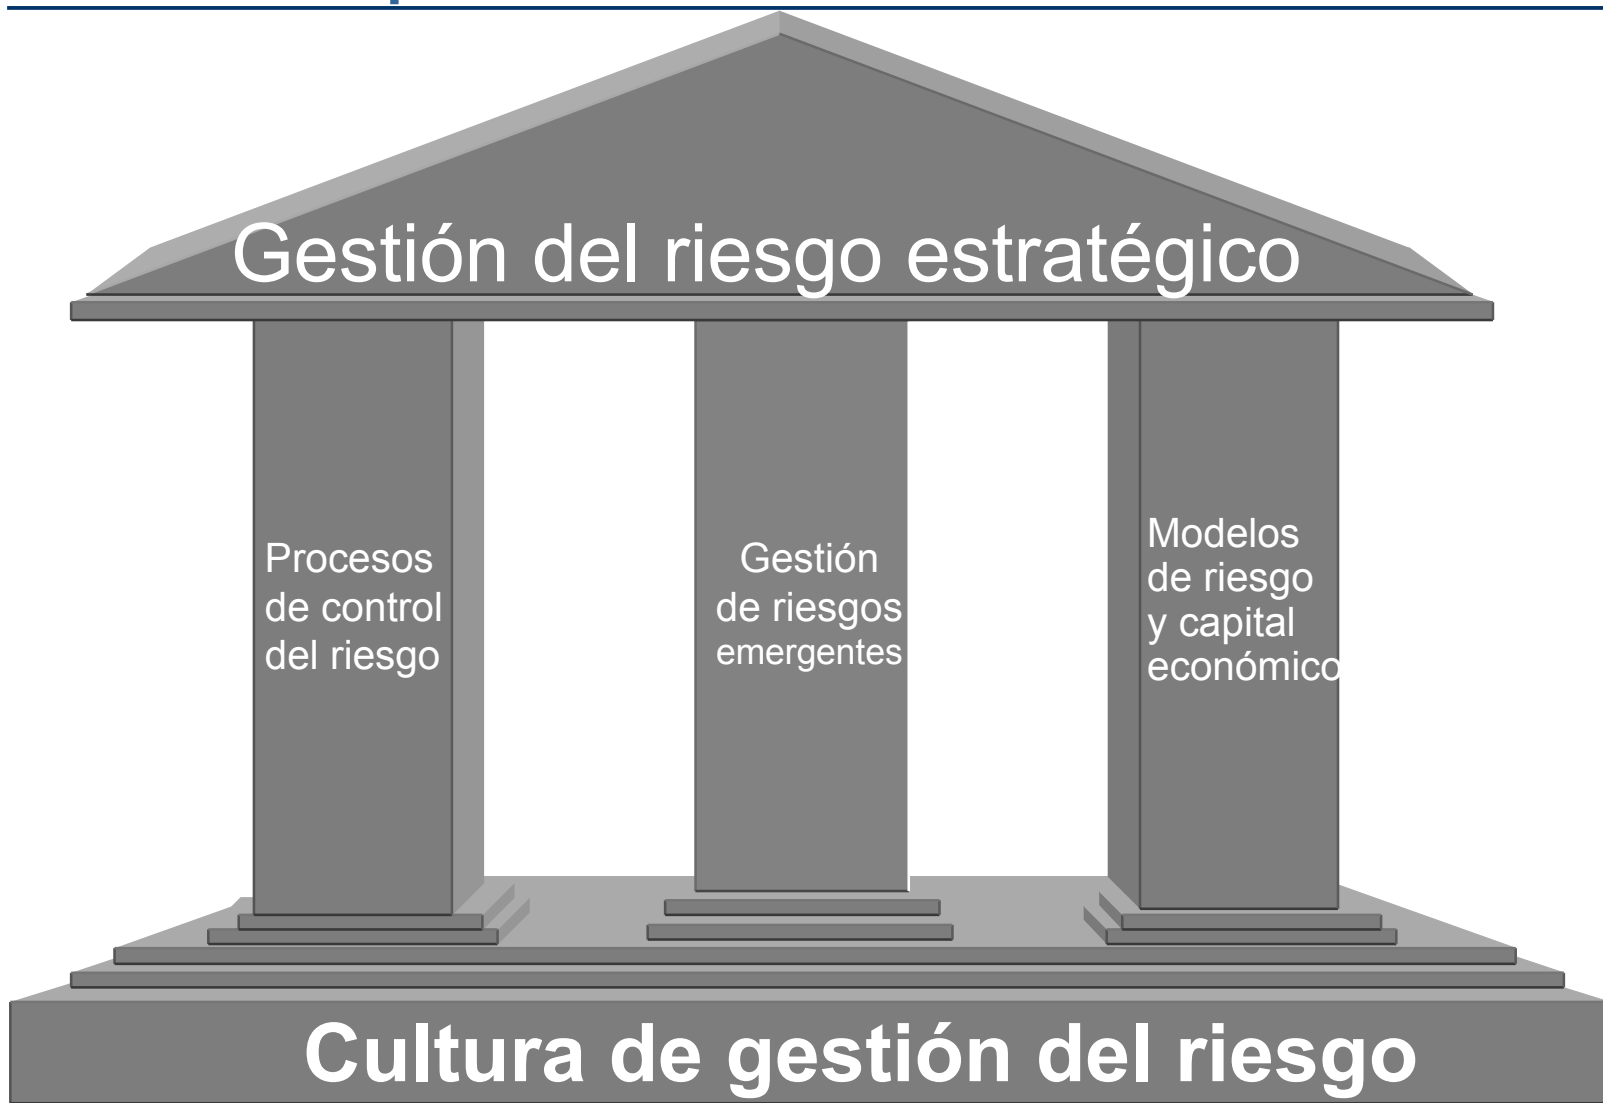 Gestión del riesgo estratégico
Procesos
de control
del riesgo
Gestión
de riesgos
emergentes
Modelos
de riesgo
y capital
económico
Cultura de gestión del riesgo